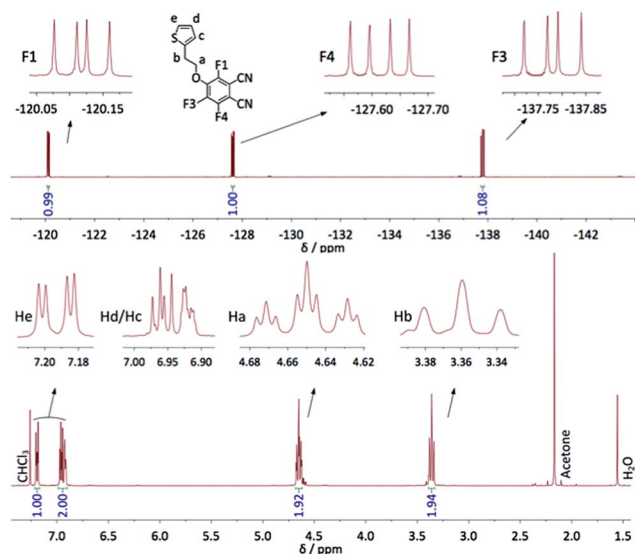 F1
e
d
S
c
b
a
O
F1
CN
CN
F3
F4
F4
F3
-120.05
-120.15
-127.60
-127.70
-137.75
-137.85
0.99
1.00
1.08
-120
-122
-124
-126
-128
-130
-132
-134
-136
-138
-140
-142
δ / ppm
He
Hd/Hc
Ha
Hb
7.20
7.18
7.00
6.95
6.90
4.68
4.66
4.64
4.62
3.38
3.36
3.34
CHCl3
Acetone
H2O
1.00
2.00
1.92
1.94
7.0
6.5
6.0
5.5
5.0
4.5
4.0
3.5
3.0
2.5
2.0
1.5
δ / ppm